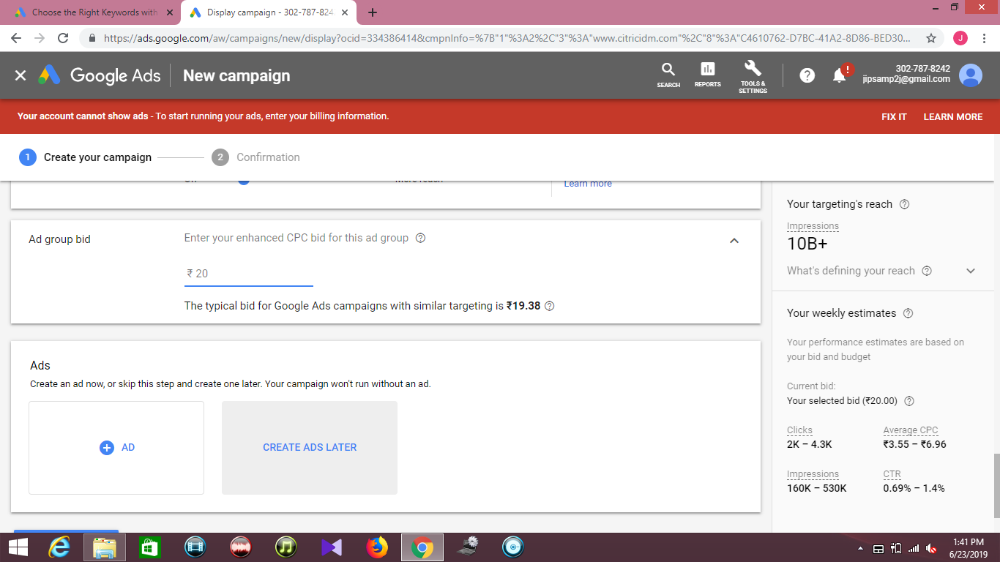 Choose the Right Keywords with
Display campaign - 302-787-824
https://ads.google.com/aw/campaigns/new/display?ocid=334386414&cmpnInfo=%7B"1"%3A2%2C"3"%3A"www.citricidm.com"%2C"8"%3A"C4610762-D7BC-41A2-8D86-BED30...
J
Google Ads
New campaign
SEARCH
REPORTS
TOOLS &
SETTINGS
302-787-8242
jipsamp2j@gmail.com
Your account cannot show ads - To start running your ads, enter your billing information.
FIX IT
LEARN MORE
1 Create your campaign
2 Confirmation
Learn more
Ad group bid
Enter your enhanced CPC bid for this ad group
₹ 20
The typical bid for Google Ads campaigns with similar targeting is ₹19.38
Ads
Create an ad now, or skip this step and create one later. Your campaign won't run without an ad.
AD
CREATE ADS LATER
Your targeting's reach
Impressions
10B+
What's defining your reach
Your weekly estimates
Your performance estimates are based on
your bid and budget
Current bid:
Your selected bid (₹20.00)
Clicks
Average CPC
2K – 4.3K
₹3.55 – ₹6.96
Impressions
CTR
160K – 530K
0.69% – 1.4%
1:41 PM
6/23/2019